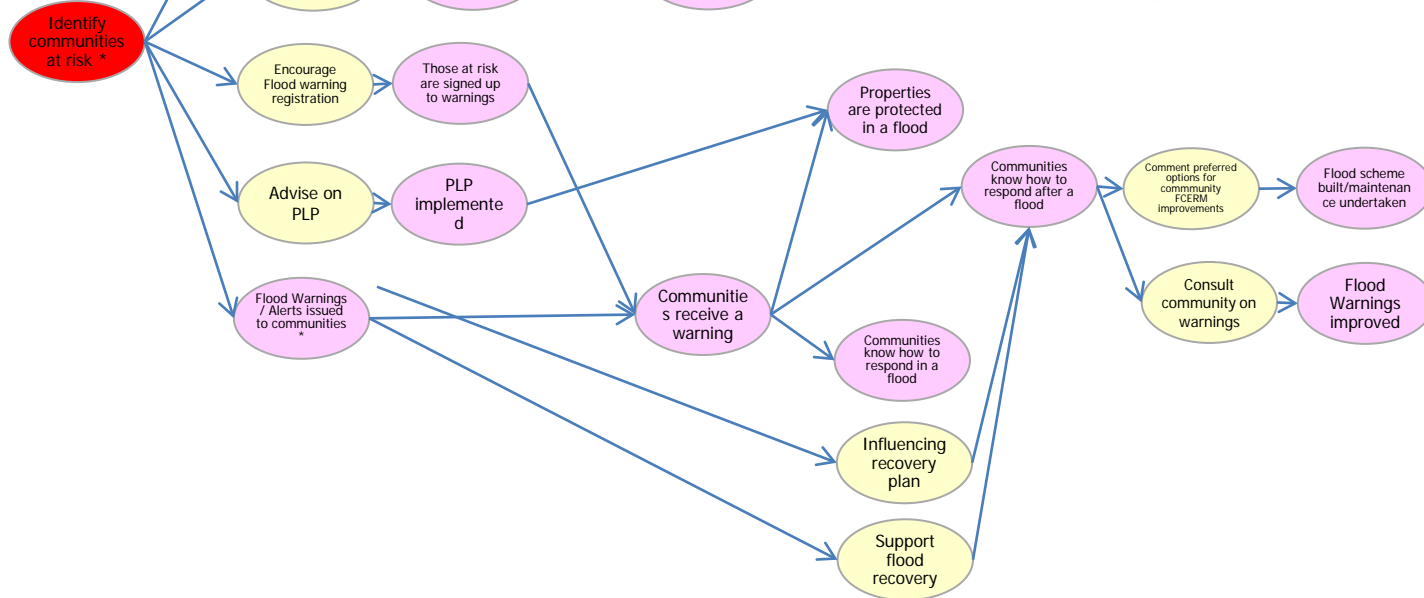 Identify
communities
at risk *
Encourage
Flood warning
registration
Those at risk
are signed up
to warnings
Properties
are protected
in a flood
Advise on
PLP
PLP
implemente
d
Communities
know how to
respond after a
flood
Comment preferred
options for
commmunity
FCERM
improvements
Flood scheme
built/maintenan
ce undertaken
Flood Warnings
/ Alerts issued
to communities
*
Communitie
s receive a
warning
Consult
community on
warnings
Flood
Warnings
improved
Communities
know how to
respond in a
flood
Influencing
recovery
plan
Support
flood
recovery